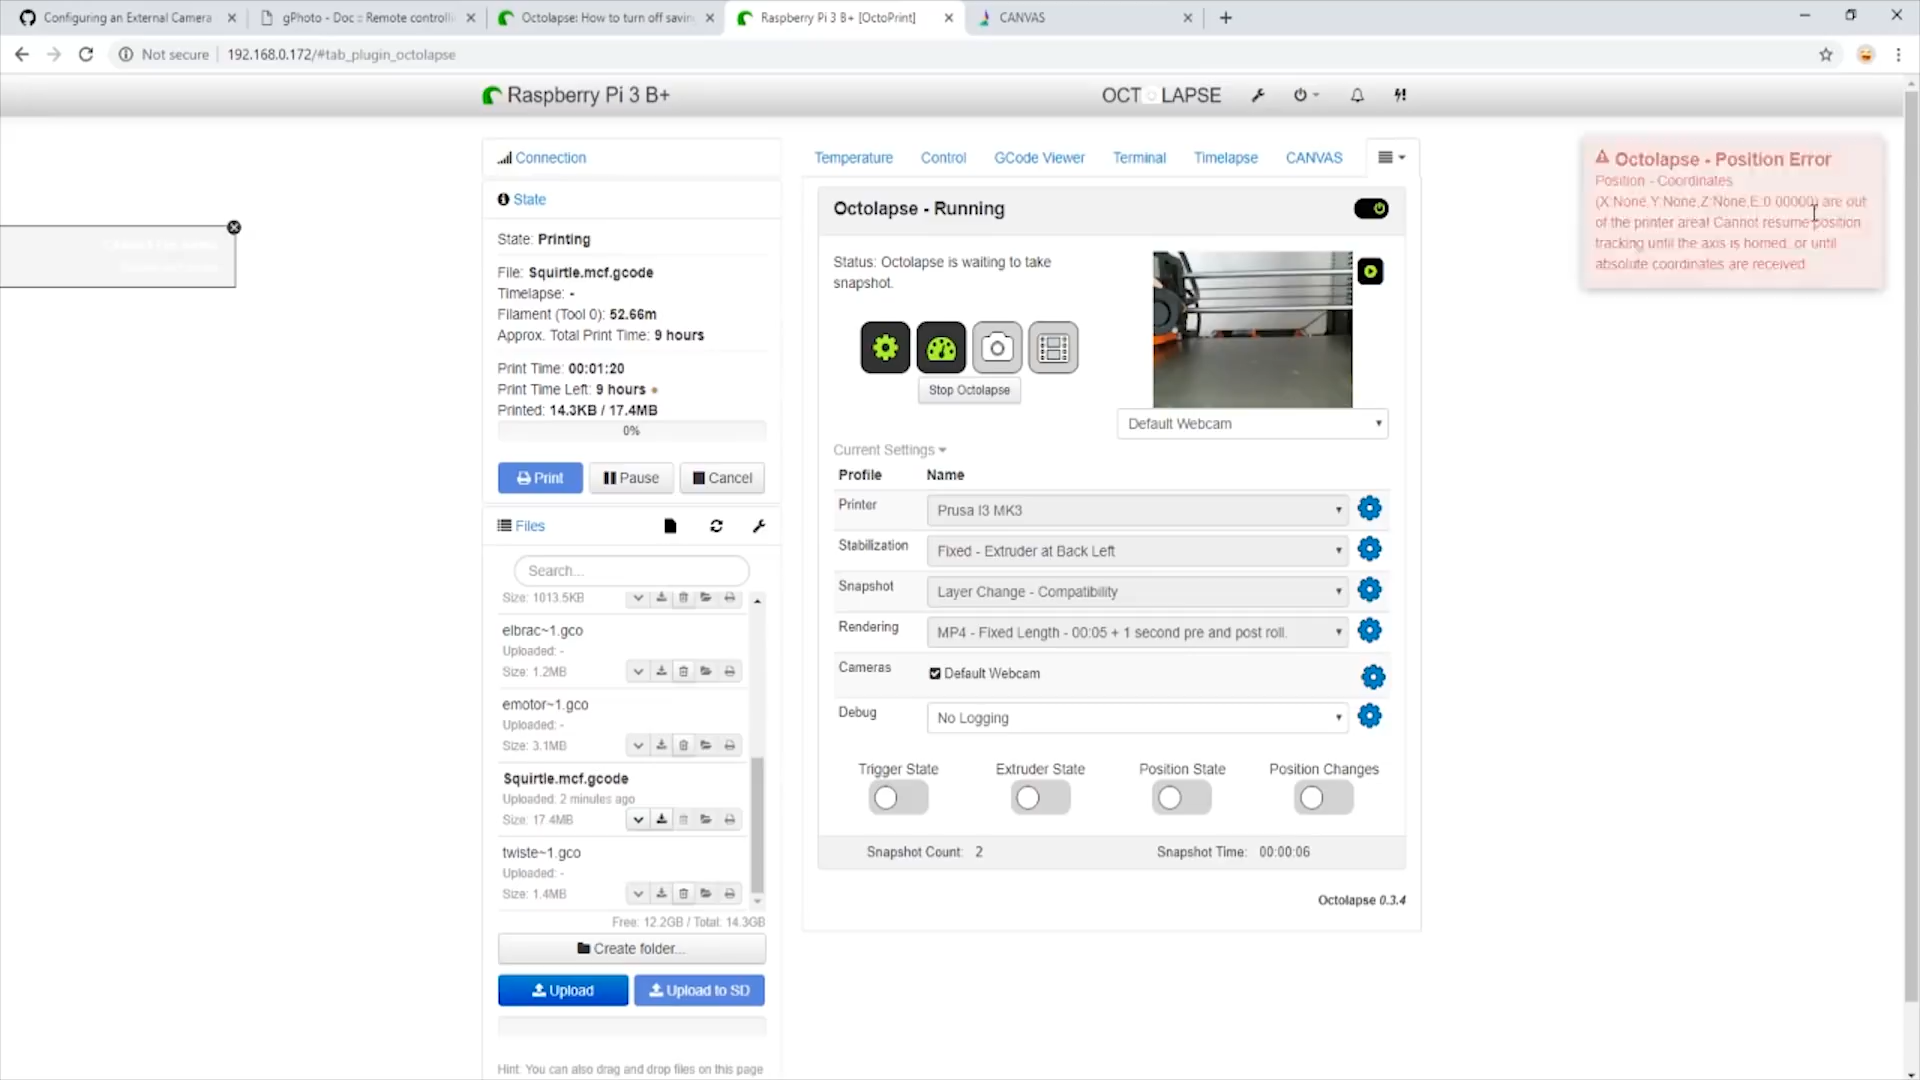 Configuring an External Camera
gPhoto - Doc :: Remote controlli
Octolapse: How to turn off savin
Raspberry Pi 3 B+ [OctoPrint]
CANVAS
Not secure
192.168.0.172/#tab_plugin_octolapse
Raspberry Pi 3 B+
OCTOLAPSE
Connection
State
State: Printing
File: Squirtle.mcf.gcode
Timelapse: -
Filament (Tool 0): 52.66m
Approx. Total Print Time: 9 hours
Print Time: 00:01:20
Print Time Left: 9 hours
Printed: 14.3KB / 17.4MB
0%
Print
Pause
Cancel
Files
Search...
Size: 1013.5KB
elbrac~1.gco
Uploaded: -
Size: 1.2MB
emotor~1.gco
Uploaded: -
Size: 3.1MB
Squirtle.mcf.gcode
Uploaded: 2 minutes ago
Size: 17.4MB
twiste~1.gco
Uploaded: -
Size: 1.4MB
Free: 12.2GB / Total: 14.3GB
Create folder...
Upload
Upload to SD
Hint: You can also drag and drop files on this page
Temperature
Control
GCode Viewer
Terminal
Timelapse
CANVAS
Octolapse - Running
Status: Octolapse is waiting to take
snapshot.
Stop Octolapse
Default Webcam
Current Settings
Profile
Name
Printer
Prusa I3 MK3
Stabilization
Fixed - Extruder at Back Left
Snapshot
Layer Change - Compatibility
Rendering
MP4 - Fixed Length - 00:05 + 1 second pre and post roll.
Cameras
Default Webcam
Debug
No Logging
Trigger State
Extruder State
Position State
Position Changes
Snapshot Count: 2
Snapshot Time: 00:00:06
Octolapse 0.3.4
Octolapse - Position Error
Position - Coordinates
(X:None,Y:None,Z:None,E:0.00000) are out
of the printer area! Cannot resume position
tracking until the axis is homed, or until
absolute coordinates are received.